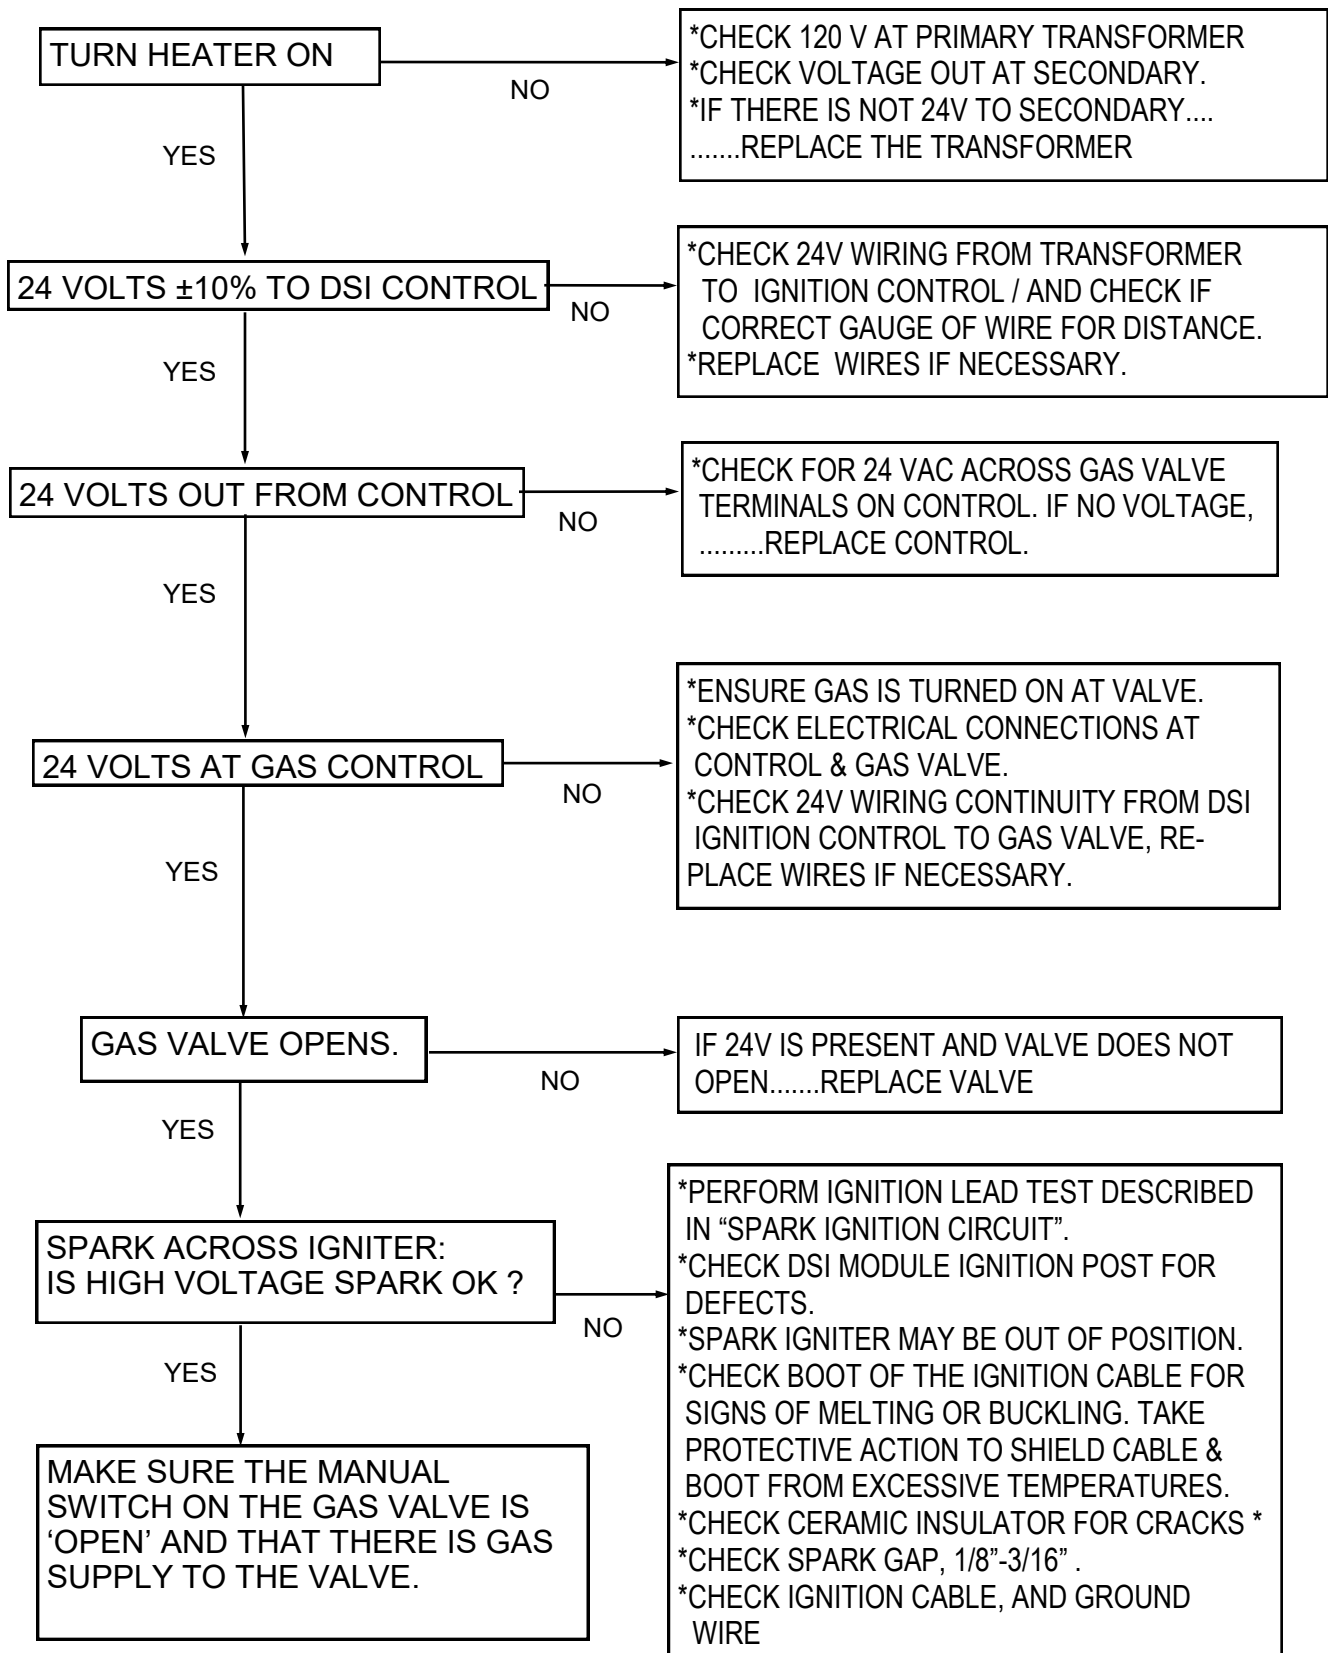 TURN HEATER ON
NO
YES
*CHECK 120 V AT PRIMARY TRANSFORMER
*CHECK VOLTAGE OUT AT SECONDARY.
*IF THERE IS NOT 24V TO SECONDARY....
.......REPLACE THE TRANSFORMER
24 VOLTS ±10% TO DSI CONTROL
NO
YES
*CHECK 24V WIRING FROM TRANSFORMER
TO IGNITION CONTROL / AND CHECK IF
CORRECT GAUGE OF WIRE FOR DISTANCE.
*REPLACE WIRES IF NECESSARY.
24 VOLTS OUT FROM CONTROL
NO
YES
*CHECK FOR 24 VAC ACROSS GAS VALVE
TERMINALS ON CONTROL. IF NO VOLTAGE,
.........REPLACE CONTROL.
24 VOLTS AT GAS CONTROL
NO
YES
*ENSURE GAS IS TURNED ON AT VALVE.
*CHECK ELECTRICAL CONNECTIONS AT
CONTROL & GAS VALVE.
*CHECK 24V WIRING CONTINUITY FROM DSI
IGNITION CONTROL TO GAS VALVE, RE-
PLACE WIRES IF NECESSARY.
GAS VALVE OPENS.
NO
YES
IF 24V IS PRESENT AND VALVE DOES NOT
OPEN.......REPLACE VALVE
SPARK ACROSS IGNITER:
IS HIGH VOLTAGE SPARK OK ?
NO
YES
*PERFORM IGNITION LEAD TEST DESCRIBED
IN “SPARK IGNITION CIRCUIT”.
*CHECK DSI MODULE IGNITION POST FOR
DEFECTS.
*SPARK IGNITER MAY BE OUT OF POSITION.
*CHECK BOOT OF THE IGNITION CABLE FOR
SIGNS OF MELTING OR BUCKLING. TAKE
PROTECTIVE ACTION TO SHIELD CABLE &
BOOT FROM EXCESSIVE TEMPERATURES.
*CHECK CERAMIC INSULATOR FOR CRACKS *
*CHECK SPARK GAP, 1/8”-3/16” .
*CHECK IGNITION CABLE, AND GROUND
WIRE
MAKE SURE THE MANUAL
SWITCH ON THE GAS VALVE IS
‘OPEN’ AND THAT THERE IS GAS
SUPPLY TO THE VALVE.